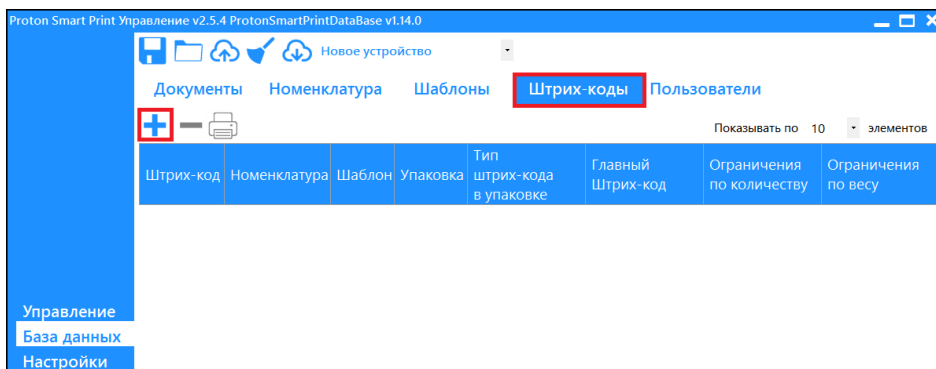 Proton Smart Print Управление v2.5.4 ProtonSmartPrintDataBase v1.14.0
Новое устройство
Документы Номенклатура Шаблоны Штрих-коды Пользователи
Показывать по 10 элементов
Штрих-код Номенклатура Шаблон Упаковка Тип штрих-кода в упаковке Главный Штрих-код Ограничения по количеству Ограничения по весу
Управление
База данных
Настройки